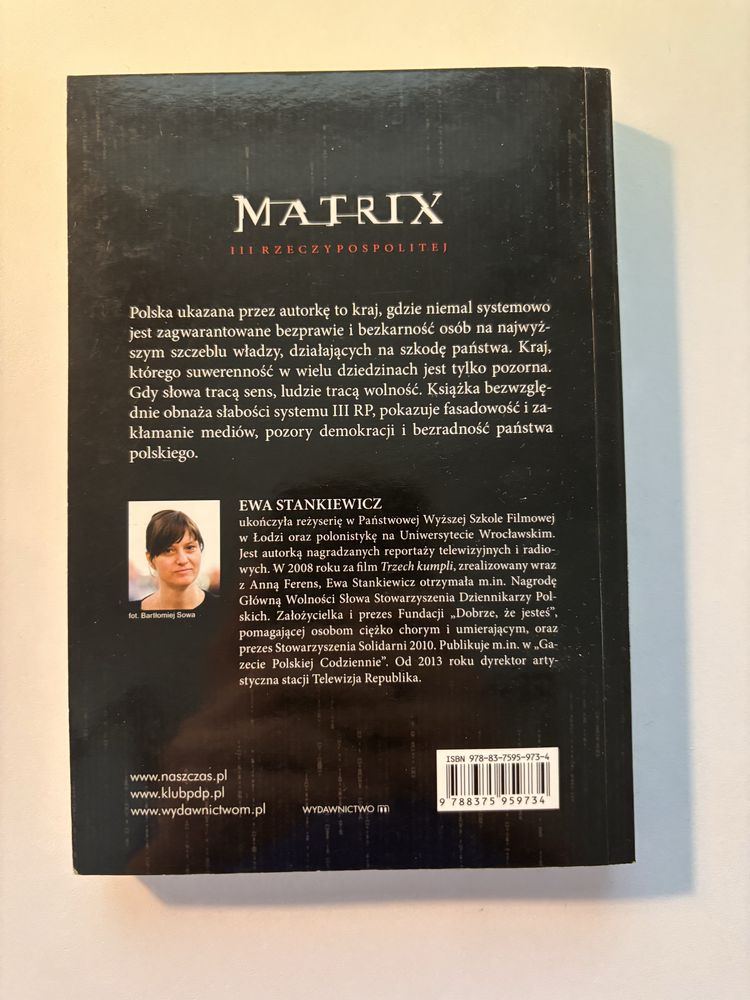 MATRIX
III RZECZYPOSPOLITEJ
Polska ukazana przez autorkę to kraj, gdzie niemal systemowo
jest zagwarantowane bezprawie i bezkarność osób na najwyż-
szym szczeblu władzy, działających na szkodę państwa. Kraj,
którego suwerenność w wielu dziedzinach jest tylko pozorna.
Gdy słowa tracą sens, ludzie tracą wolność. Książka bezwzglę-
dnie obnaża słabości systemu III RP, pokazuje fasadowość i za-
kłamanie mediów, pozory demokracji i bezradność państwa
polskiego.
EWA STANKIEWICZ
ukończyła reżyserię w Państwowej Wyższej Szkole Filmowej
w Łodzi oraz polonistykę na Uniwersytecie Wrocławskim.
Jest autorką nagradzanych reportaży telewizyjnych i radio-
wych. W 2008 roku za film Trzech kumpli, zrealizowany wraz
z Anną Ferens, Ewa Stankiewicz otrzymała m.in. Nagrodę
Główną Wolności Słowa Stowarzyszenia Dziennikarzy Pol-
skich. Założycielka i prezes Fundacji „Dobrze, że jesteś”,
pomagającej osobom ciężko chorym i umierającym, oraz
prezes Stowarzyszenia Solidarni 2010. Publikuje m.in. w „Ga-
zecie Polskiej Codziennie”. Od 2013 roku dyrektor arty-
styczna stacji Telewizja Republika.
fot. Bartłomiej Sowa
www.naszczas.pl
www.klubpdp.pl
www.wydawnictwom.pl
WYDAWNICTWO m
ISBN 978-83-7595-973-4
9 788375 959734